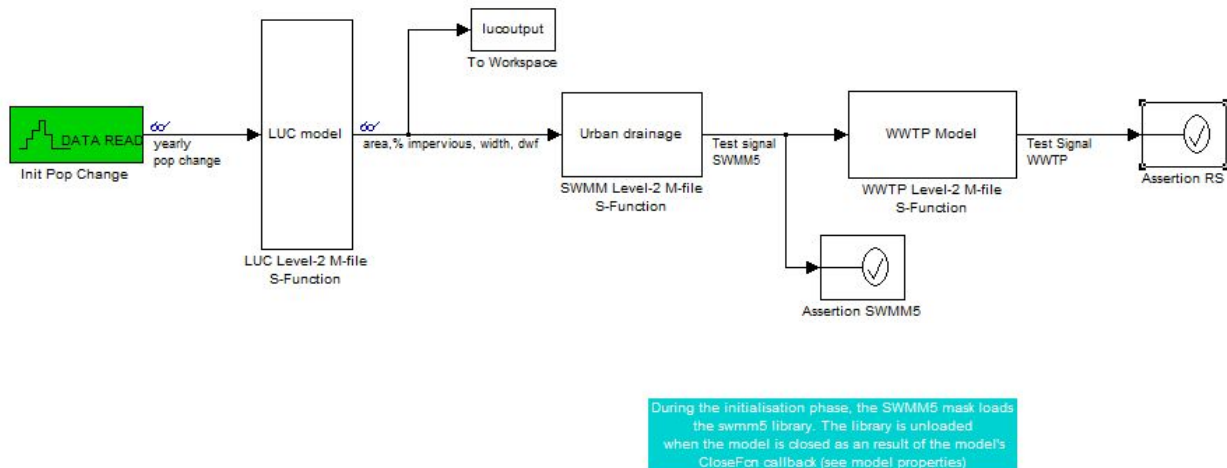 lucoutput
To Workspace
DATA READ
Init Pop Change
yearly
pop change
LUC model
LUC Level-2 M-file
S-Function
area,% impervious, width, dwf
Urban drainage
SWMM Level-2 M-file
S-Function
Test signal
SWMM5
WWTP Model
WWTP Level-2 M-file
S-Function
Test Signal
WWTP
Assertion RS
Assertion SWMM5
During the initialisation phase, the SWMM5 mask loads
the swmm5 library. The library is unloaded
when the model is closed as an result of the model's
CloseFcn callback (see model properties)